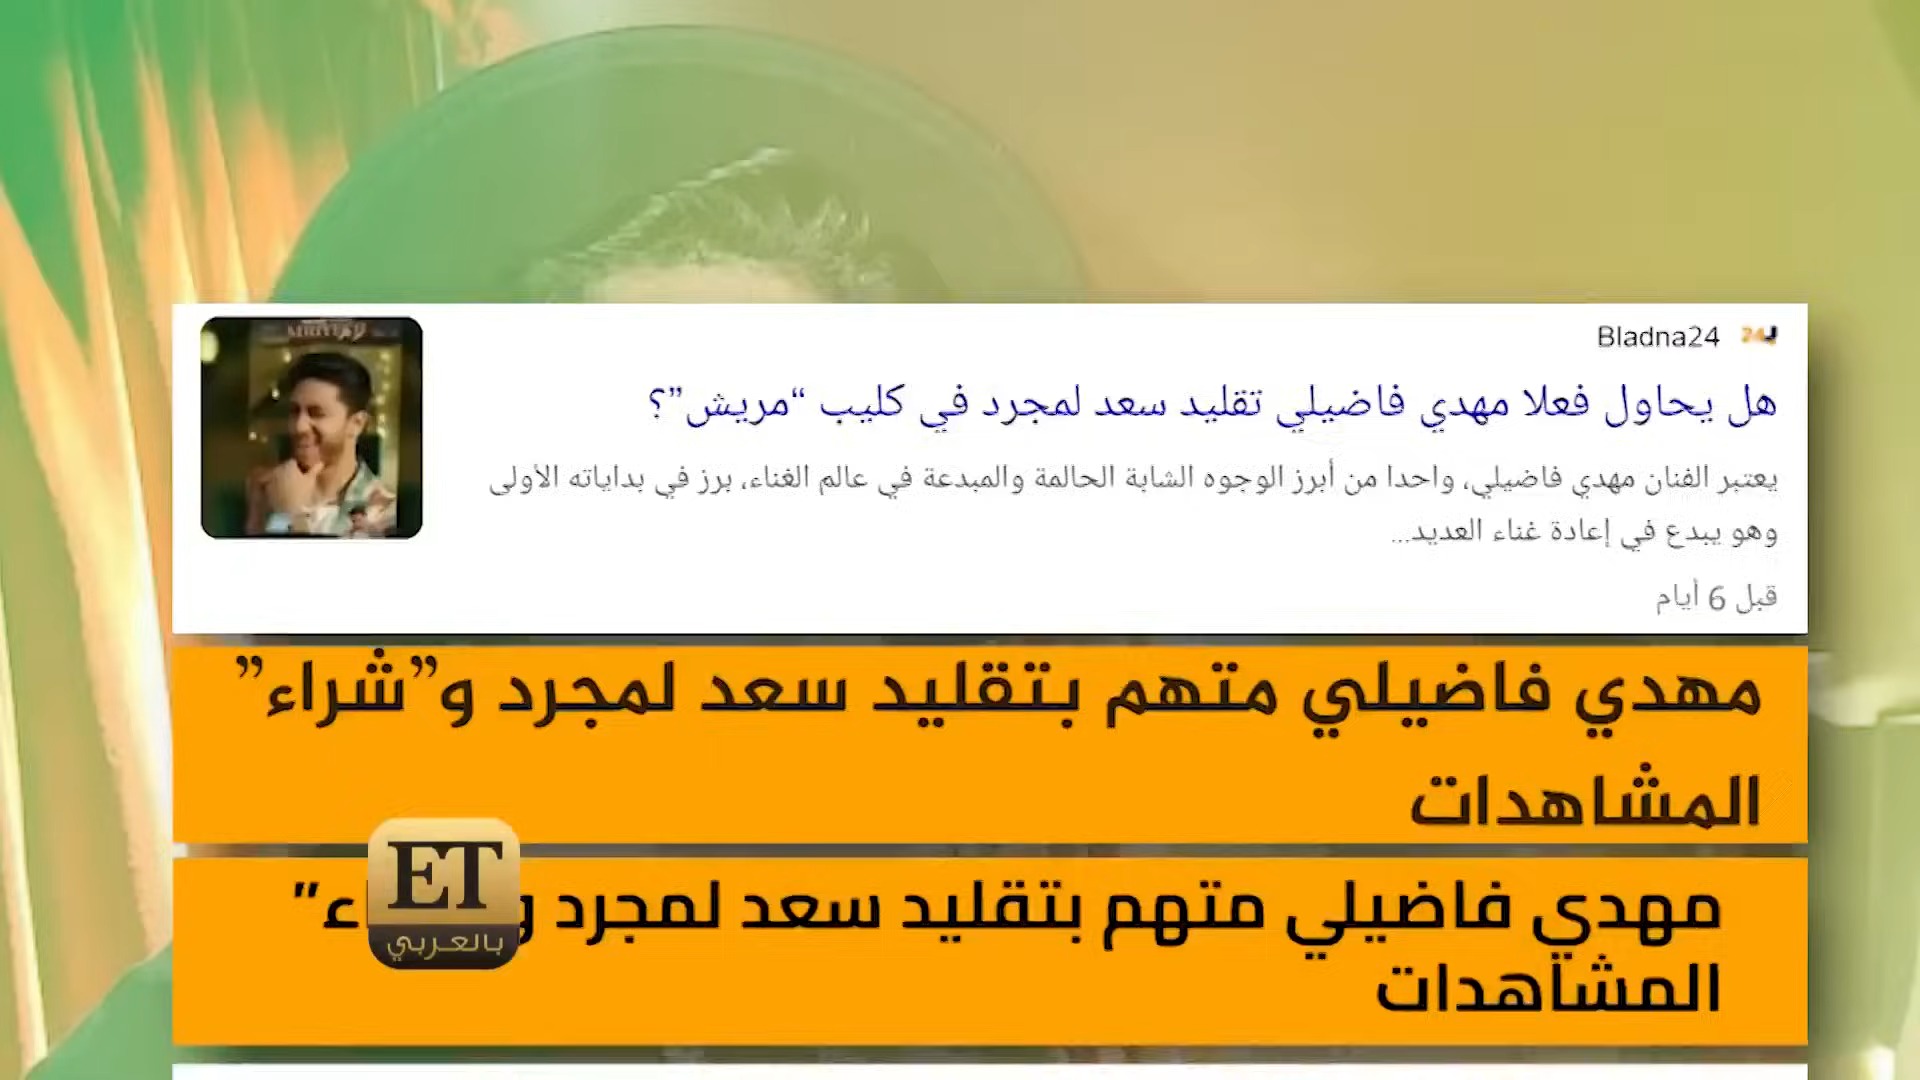 Bladna24
هل يحاول فعلا مهدي فاضيلي تقليد سعد لمجرد في كليب “مريش”؟
يعتبر الفنان مهدي فاضيلي، واحدا من أبرز الوجوه الشابة الحالمة والمبدعة في عالم الغناء، برز في بداياته الأولى
وهو يبدع في إعادة غناء العديد...
قبل 6 أيام
مهدي فاضيلي متهم بتقليد سعد لمجرد و”شراء”
المشاهدات
مهدي فاضيلي متهم بتقليد سعد لمجرد
المشاهدات
ET
بالعربي